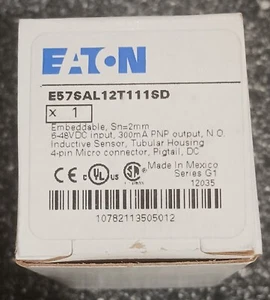 EATON
E57SAL12T111SD
x 1
Embeddable, Sn=2mm
6-48VDC input, 300mA PNP output, N.O.
Inductive Sensor, Tubular Housing
4-pin Micro connector, Pigtail, DC
Made in Mexico
Series G1
12035
10782113505012